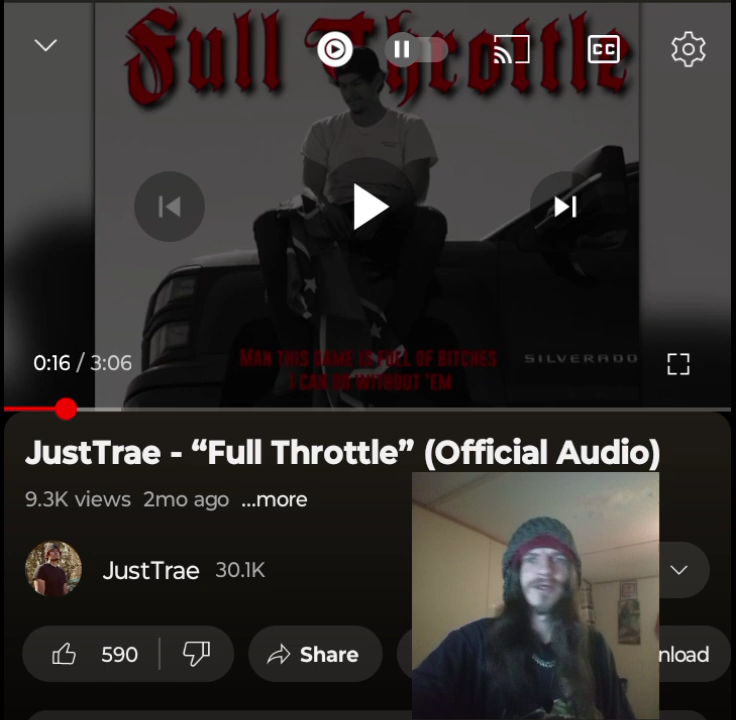 Full Throttle
CC
0:16 / 3:06
MAN THIS GAME IS FULL OF BITCHES
SILVERADO
I CAN DO WITHOUT 'EM
JustTrae - “Full Throttle” (Official Audio)
9.3K views 2mo ago ...more
JustTrae 30.1K
590
Share
nload